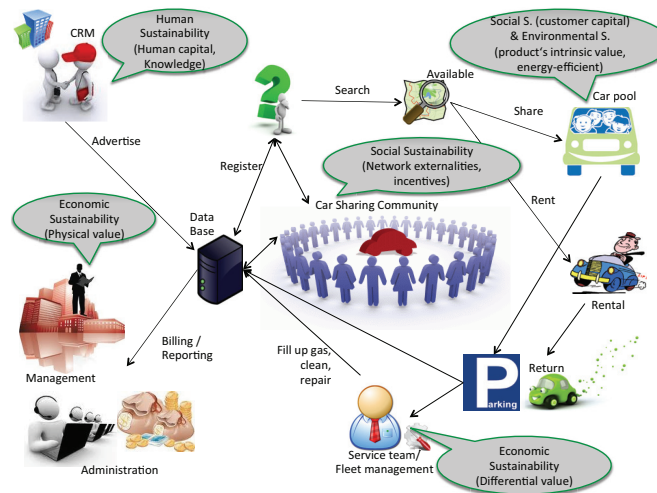 CRM
Human
Sustainability
(Human capital,
Knowledge)
Social S. (customer capital)
& Environmental S.
(product's intrinsic value,
energy-efficient)
Available
Search
Car pool
Share
Advertise
Register
Social Sustainability
(Network externalities,
incentives)
Rent
Economic
Sustainability
(Physical value)
Data
Base
Car Sharing Community
Rental
Billing /
Reporting
Fill up gas,
clean,
repair
Return
Management
P
arking
Administration
Service team/
Fleet management
Economic
Sustainability
(Differential value)